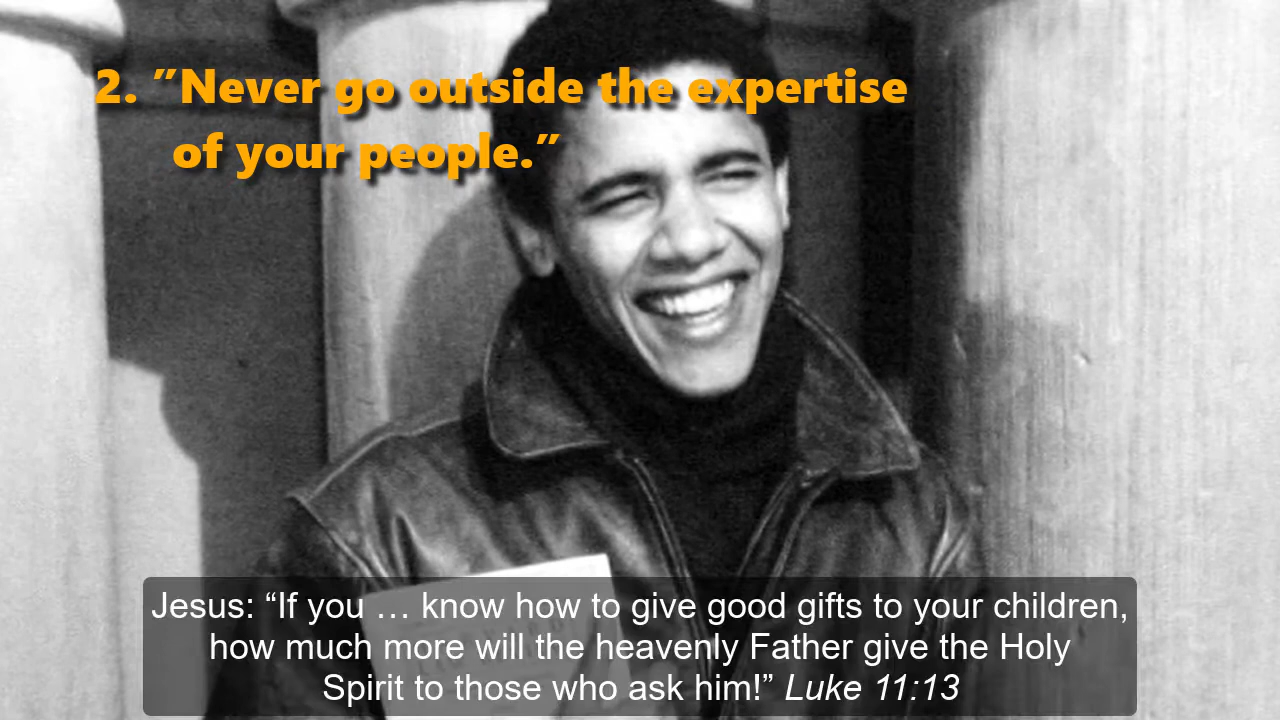 2. ”Never go outside the expertise
of your people.”
Jesus: “If you … know how to give good gifts to your children,
how much more will the heavenly Father give the Holy
Spirit to those who ask him!” Luke 11:13